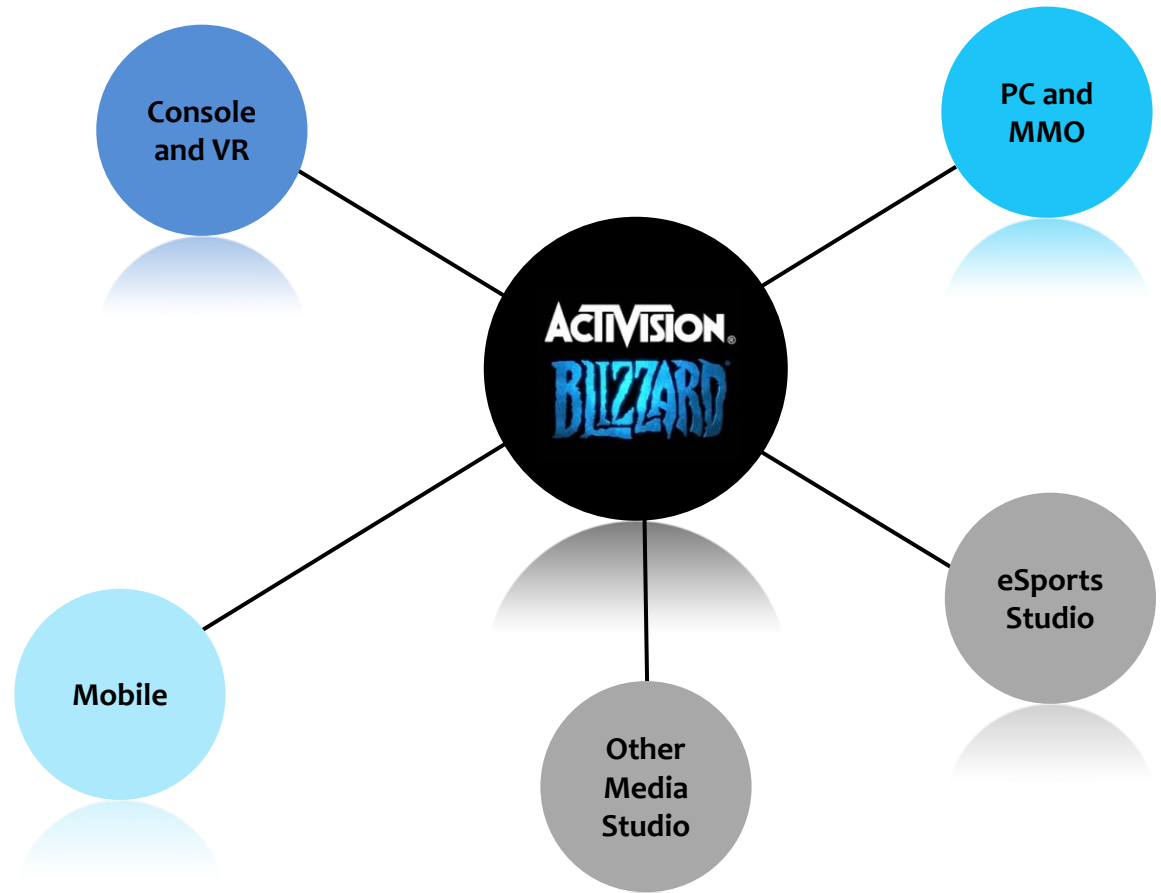 Console
and VR
PC and
MMO
ACTIVISION®
BLIZZARD
eSports
Studio
Mobile
Other
Media
Studio